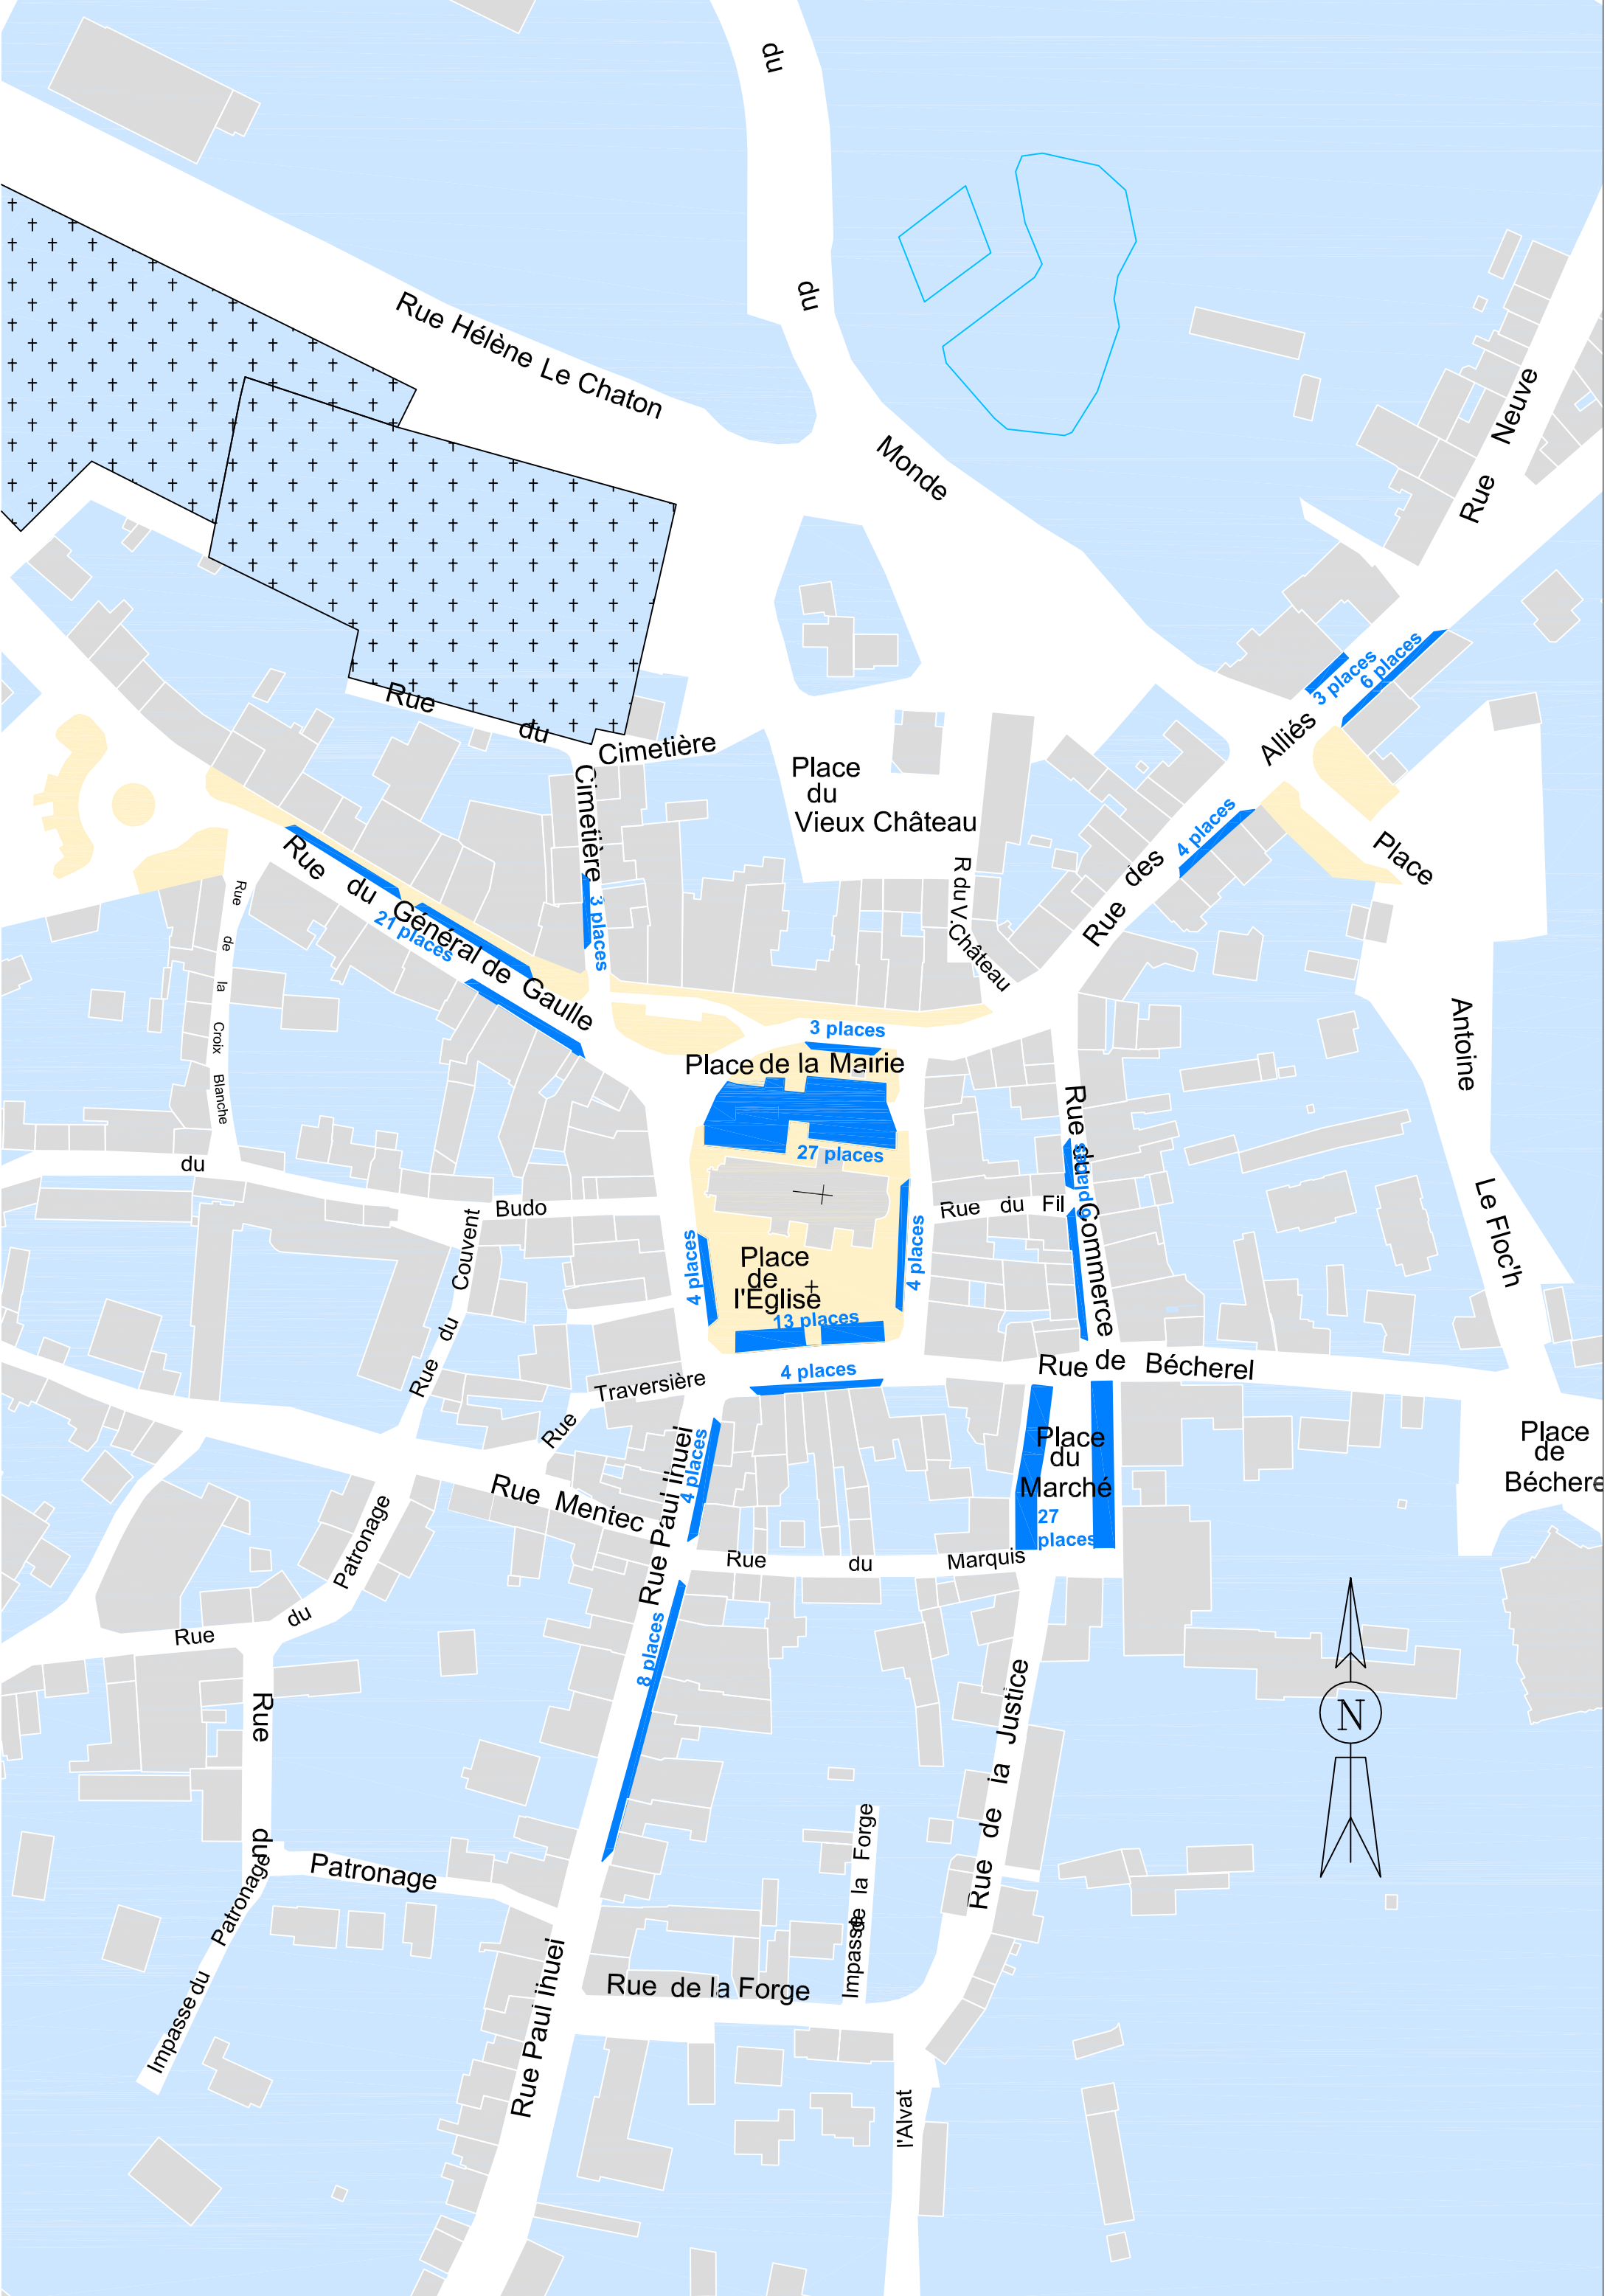 du
du
Rue Hélène Le Chaton
Monde
Rue Neuve
3 places
6 places
Alliés
Rue du
Cimetière
Cimetière
3 places
Place
du
Vieux Château
4 places
Place
Rue des
R du V. Château
Rue du Général de Gaulle
21 places
Rue de la Croix Blanche
3 places
Place de la Mairie
27 places
Antoine
Le Floc'h
Rue du Commerce
places
du
Budo
Rue du Fil
4 places
4 places
Place
de
l'Eglise
13 places
Rue du Couvent
4 places
Rue de Bécherel
Rue Traversière
Rue Paul Ihuel
4 places
Place
du
Marché
27
places
Place
de
Béchere
Rue Mentec
Rue du Marquis
Rue du Patronage
8 places
N
Rue de la Justice
Rue du
Patronage
Impasse du Patronage
Impasse de la Forge
Rue de la Forge
Rue Paul Ihuel
l'Alvat